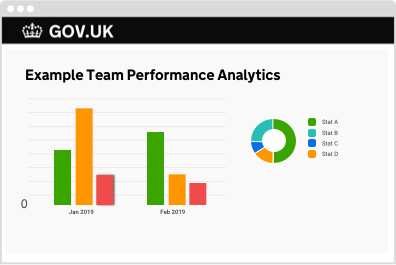 GOV.UK
Example Team Performance Analytics
Stat A
Stat B
Stat C
Stat D
0
Jan 2019
Feb 2019